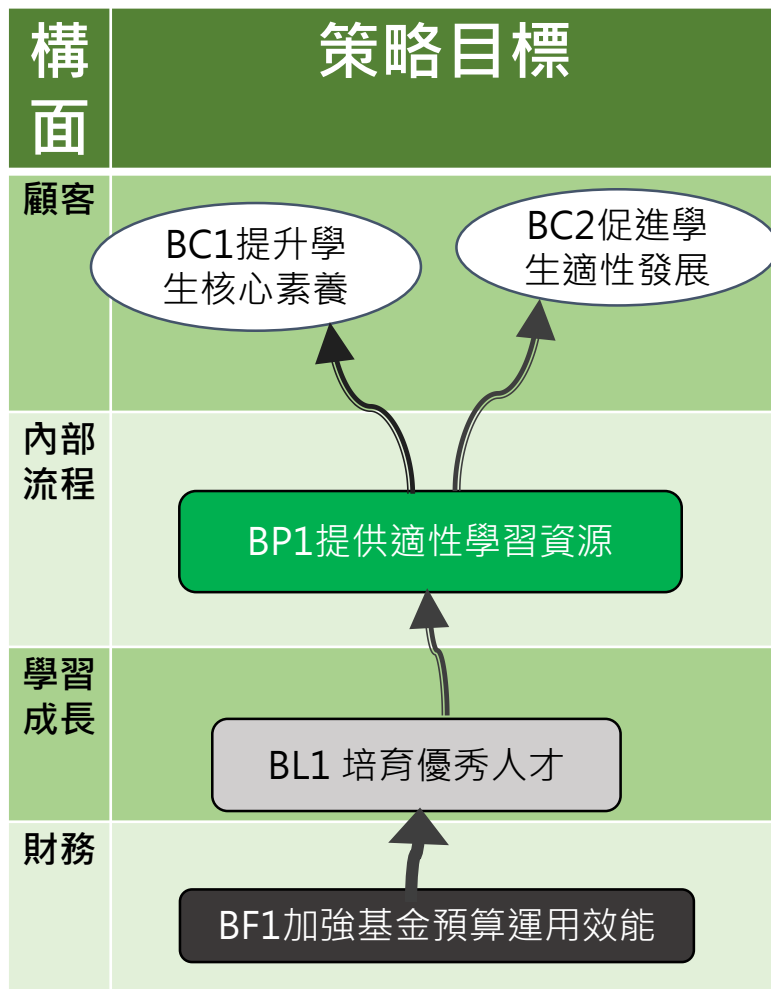 構
面
策略目標
顧客
BC1提升學
生核心素養
BC2促進學
生適性發展
內部
流程
BP1提供適性學習資源
學習
成長
BL1 培育優秀人才
財務
BF1加強基金預算運用效能